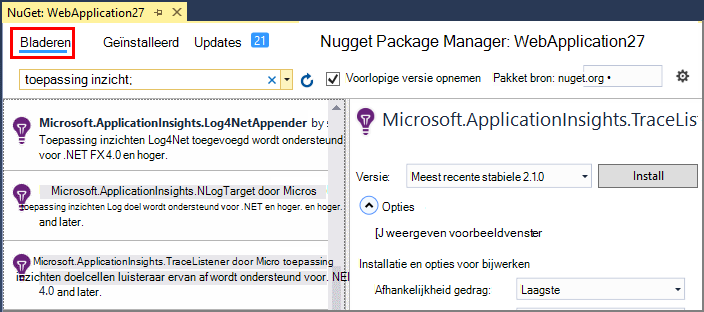 NuGet: WebApplication27
Bladeren Geïnstalleerd Updates 21
Nugget Package Manager: WebApplication27
toepassing inzicht;
Voorlopige versie opnemen
Pakket bron: nuget.org
Microsoft.ApplicationInsights.Log4NetAppender by s
Toepassing inzichten Log4Net toegevoegd wordt ondersteund
voor .NET FX4.0 en hoger.
Microsoft.ApplicationInsights.NLogTarget door Micros
Toepassing inzichten Log doel wordt ondersteund voor .NET en hoger. en hoger.
and later.
Microsoft.ApplicationInsights.TraceListener door Micro toepassing
inzichten doelcellen luisteraar ervan af wordt ondersteund voor. NE
4.0 and later.
Microsoft.ApplicationInsights.TraceLister
Versie: Meest recente stabiele 2.1.0 Install
Opties
[J weergeven voorbeeldvenster
Installatie en opties voor bijwerken
Afhankelijkheid gedrag: Laagste